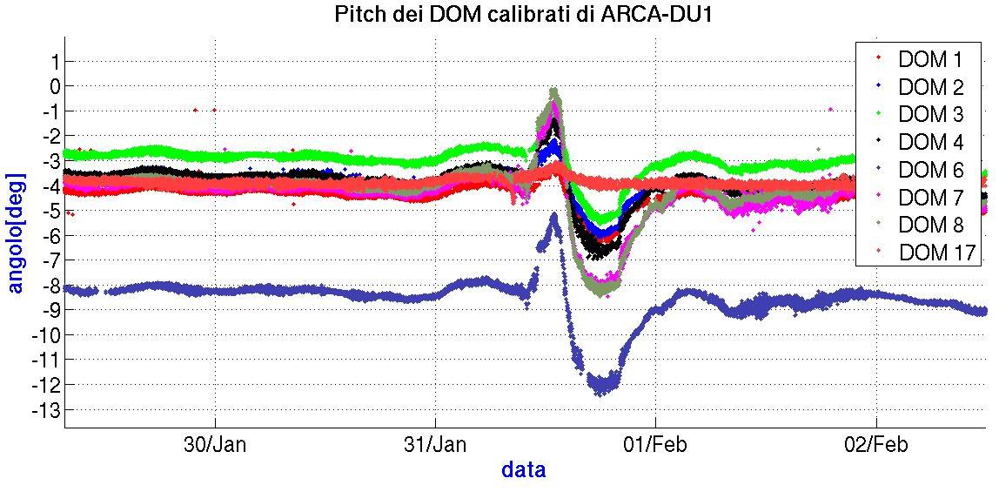 Pitch dei DOM calibrati di ARCA-DU1
1
0
-1
-2
-3
-4
-5
-6
-7
-8
-9
-10
-11
-12
-13
angolo[deg]
DOM 1
DOM 2
DOM 3
DOM 4
DOM 6
DOM 7
DOM 8
DOM 17
30/Jan
31/Jan
01/Feb
02/Feb
data